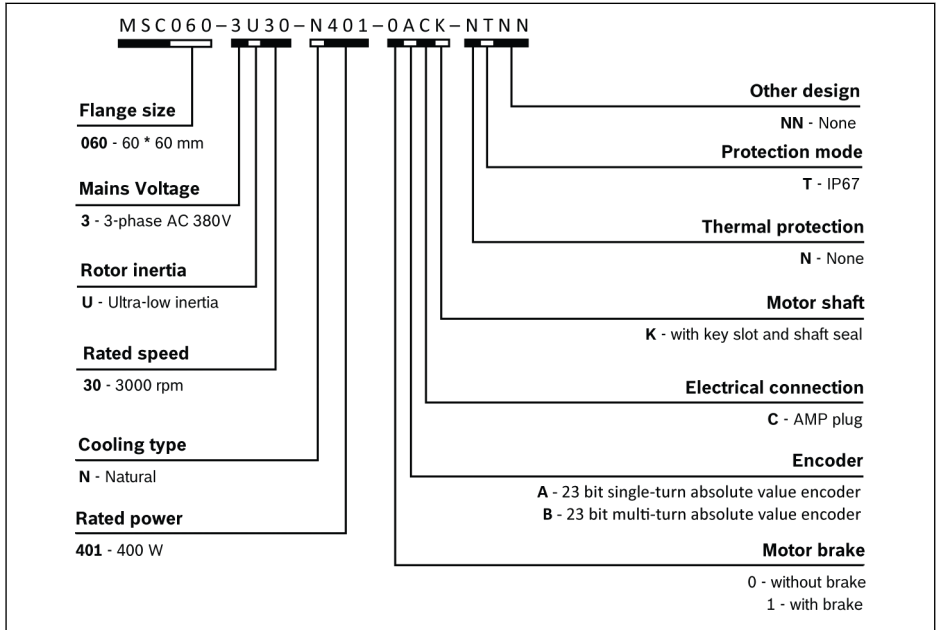 MSC060-3U30-N401-0ACK-NTNN
Flange size
060 - 60 * 60 mm
Mains Voltage
3 - 3-phase AC 380V
Rotor inertia
U - Ultra-low inertia
Rated speed
30 - 3000 rpm
Cooling type
N - Natural
Rated power
401 - 400 W
Other design
NN - None
Protection mode
T - IP67
Thermal protection
N - None
Motor shaft
K - with key slot and shaft seal
Electrical connection
C - AMP plug
Encoder
A - 23 bit single-turn absolute value encoder
B - 23 bit multi-turn absolute value encoder
Motor brake
0 - without brake
1 - with brake